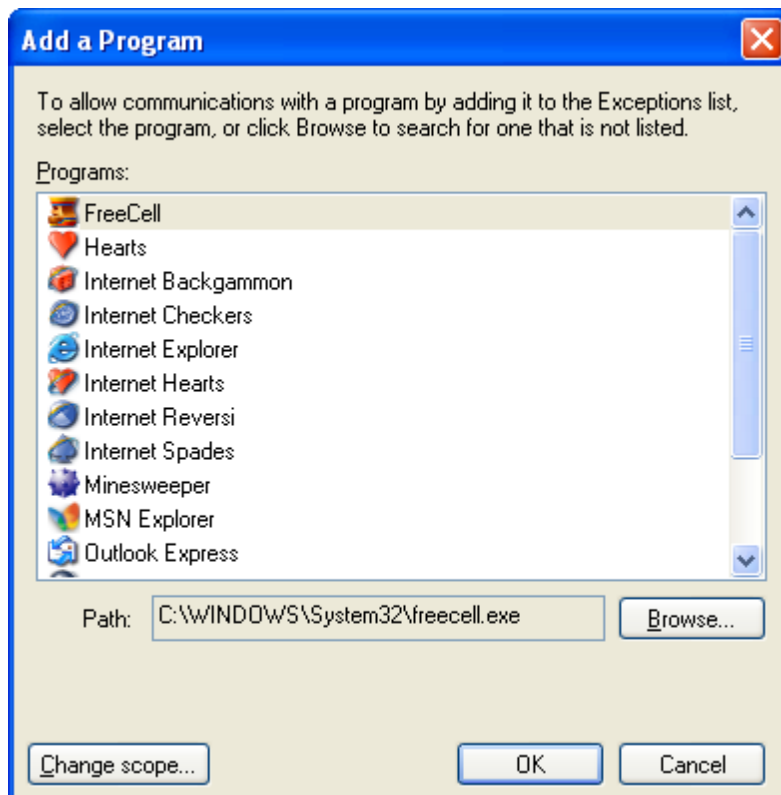 Add a Program
To allow communications with a program by adding it to the Exceptions list,
select the program, or click Browse to search for one that is not listed.
Programs:
FreeCell
Hearts
Internet Backgammon
Internet Checkers
Internet Explorer
Internet Hearts
Internet Reversi
Internet Spades
Minesweeper
MSN Explorer
Outlook Express
Path: C:\WINDOWS\System32\freecell.exe Browse...
Change scope... OK Cancel